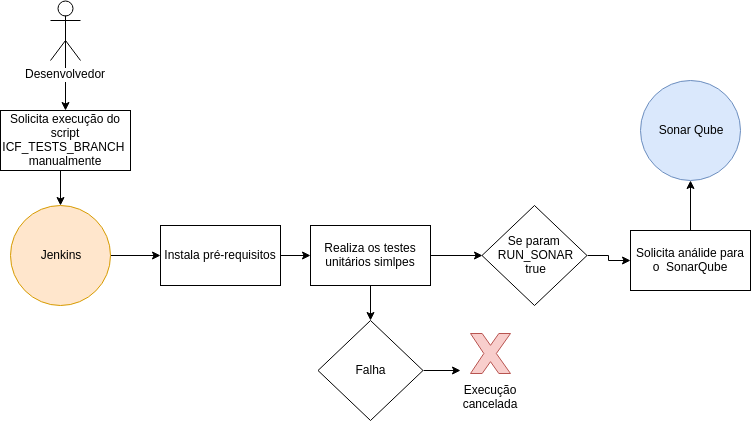 Desenvolvedor
Solicita execução do
script
ICF_TESTS_BRANCH
manualmente
Jenkins
Instala pré-requisitos
Realiza os testes
unitários simlpes
Se param
RUN_SONAR
true
Solicita análide para
o SonarQube
Sonar Qube
Falha
Execução
cancelada